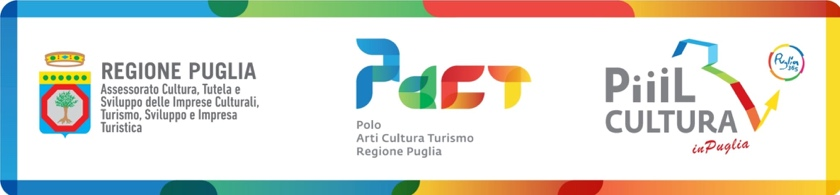 REGIONE PUGLIA
Assessorato Cultura, Tutela e
Sviluppo delle Imprese Culturali,
Turismo, Sviluppo e Impresa
Turistica
Pact
Polo
Arti Cultura Turismo
Regione Puglia
PiiiL
CULTURA
inPuglia
Puglia
365